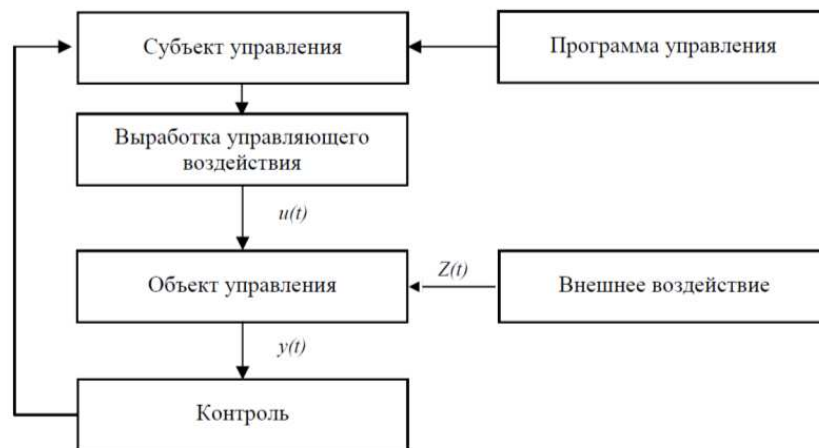 Субъект управления
Программа управления
Выработка управляющего
воздействия
u(t)
Z(t)
Объект управления
Внешнее воздействие
y(t)
Контроль